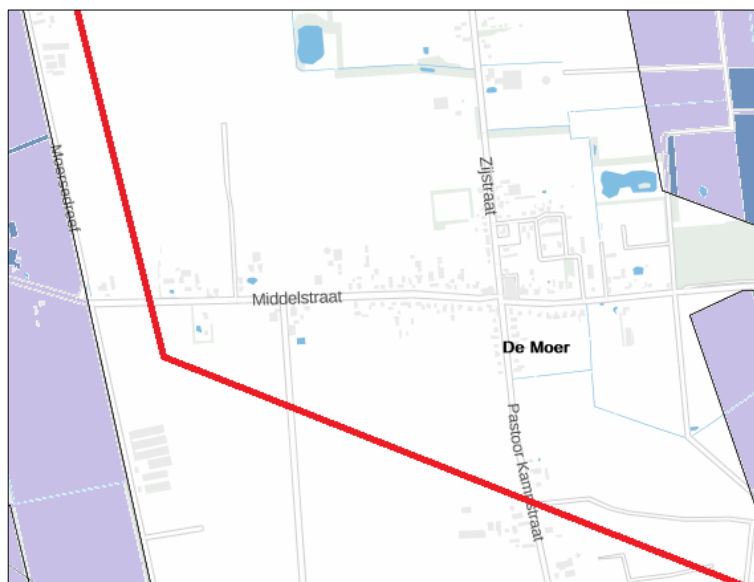 Moersedreef
Zijstraat
Middelstraat
De Moer
Pastoor Kampstraat